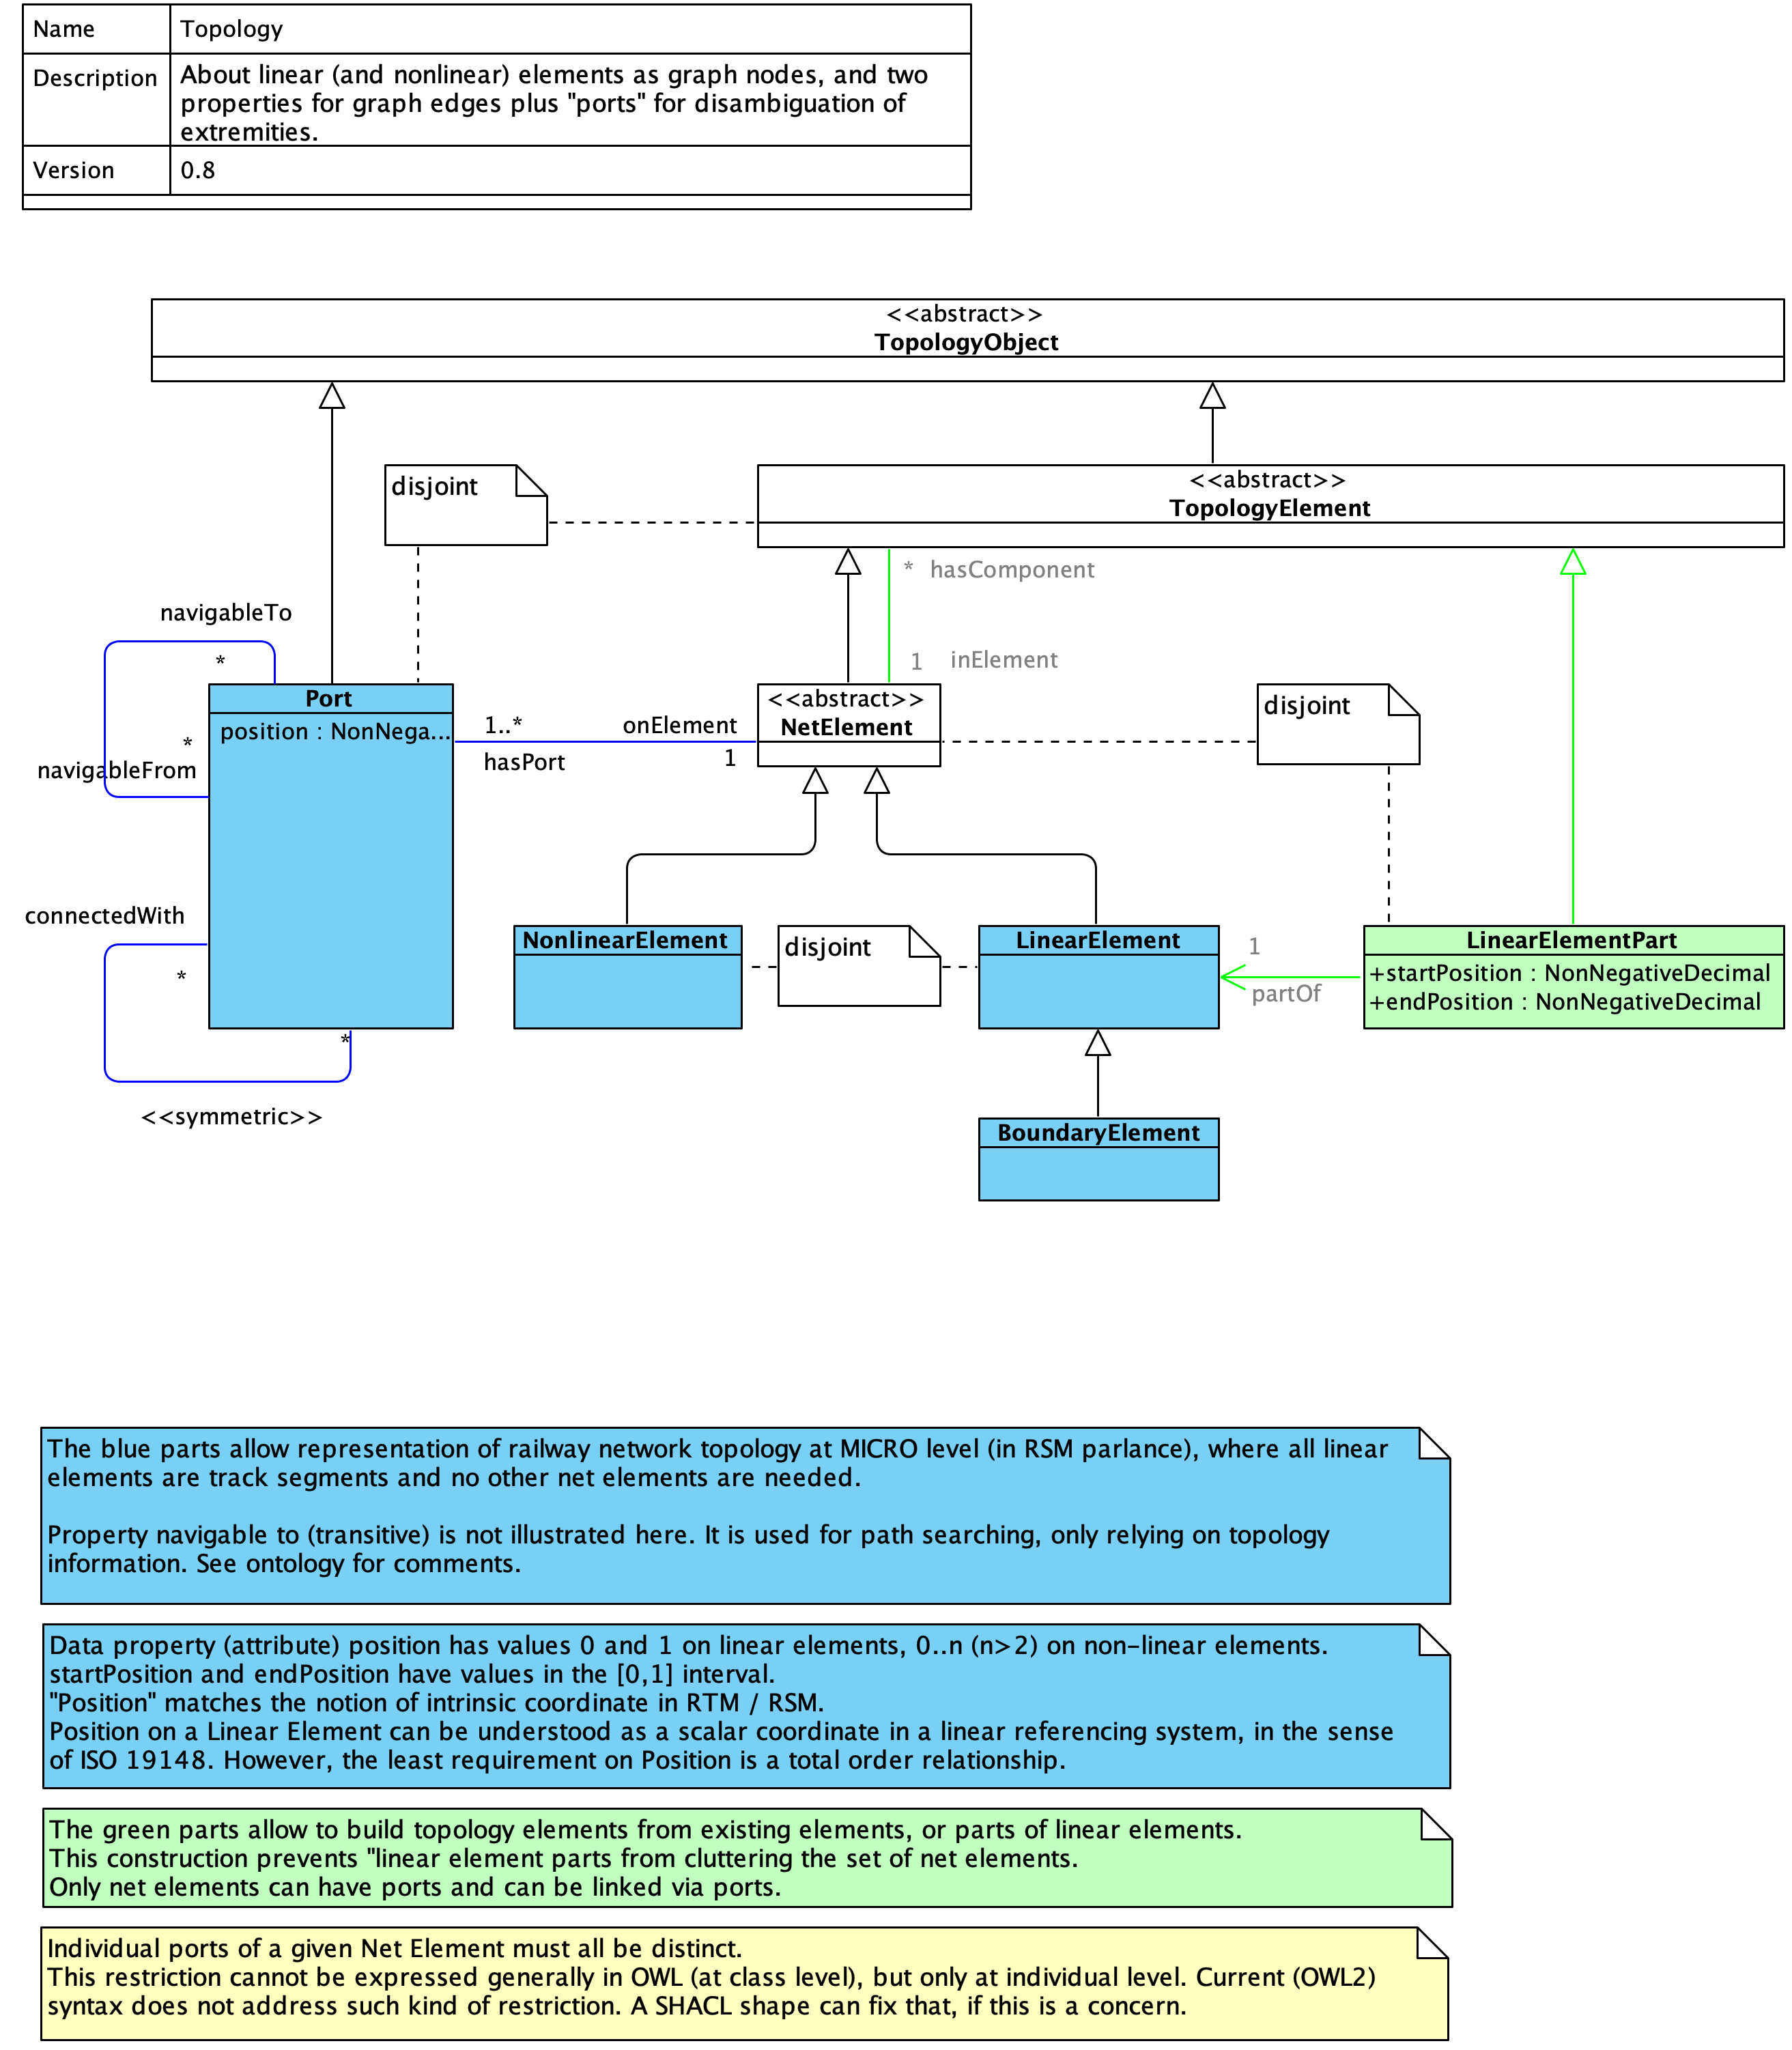 Name
Topology
Description
About linear (and nonlinear) elements as graph nodes, and two
properties for graph edges plus "ports" for disambiguation of
extremities.
Version
0.8
<<abstract>>
TopologyObject
disjoint
<<abstract>>
TopologyElement
* hasComponent
navigableTo
*
1 inElement
Port
position : NonNega...
<<abstract>>
NetElement
disjoint
1..*
onElement
hasPort
1
*
navigableFrom
connectedWith
*
*
<<symmetric>>
NonlinearElement
disjoint
LinearElement
1
partOf
LinearElementPart
+startPosition : NonNegativeDecimal
+endPosition : NonNegativeDecimal
BoundaryElement
The blue parts allow representation of railway network topology at MICRO level (in RSM parlance), where all linear
elements are track segments and no other net elements are needed.
Property navigable to (transitive) is not illustrated here. It is used for path searching, only relying on topology
information. See ontology for comments.
Data property (attribute) position has values 0 and 1 on linear elements, 0..n (n>2) on non-linear elements.
startPosition and endPosition have values in the [0,1] interval.
"Position" matches the notion of intrinsic coordinate in RTM / RSM.
Position on a Linear Element can be understood as a scalar coordinate in a linear referencing system, in the sense
of ISO 19148. However, the least requirement on Position is a total order relationship.
The green parts allow to build topology elements from existing elements, or parts of linear elements.
This construction prevents "linear element parts from cluttering the set of net elements.
Only net elements can have ports and can be linked via ports.
Individual ports of a given Net Element must all be distinct.
This restriction cannot be expressed generally in OWL (at class level), but only at individual level. Current (OWL2)
syntax does not address such kind of restriction. A SHACL shape can fix that, if this is a concern.